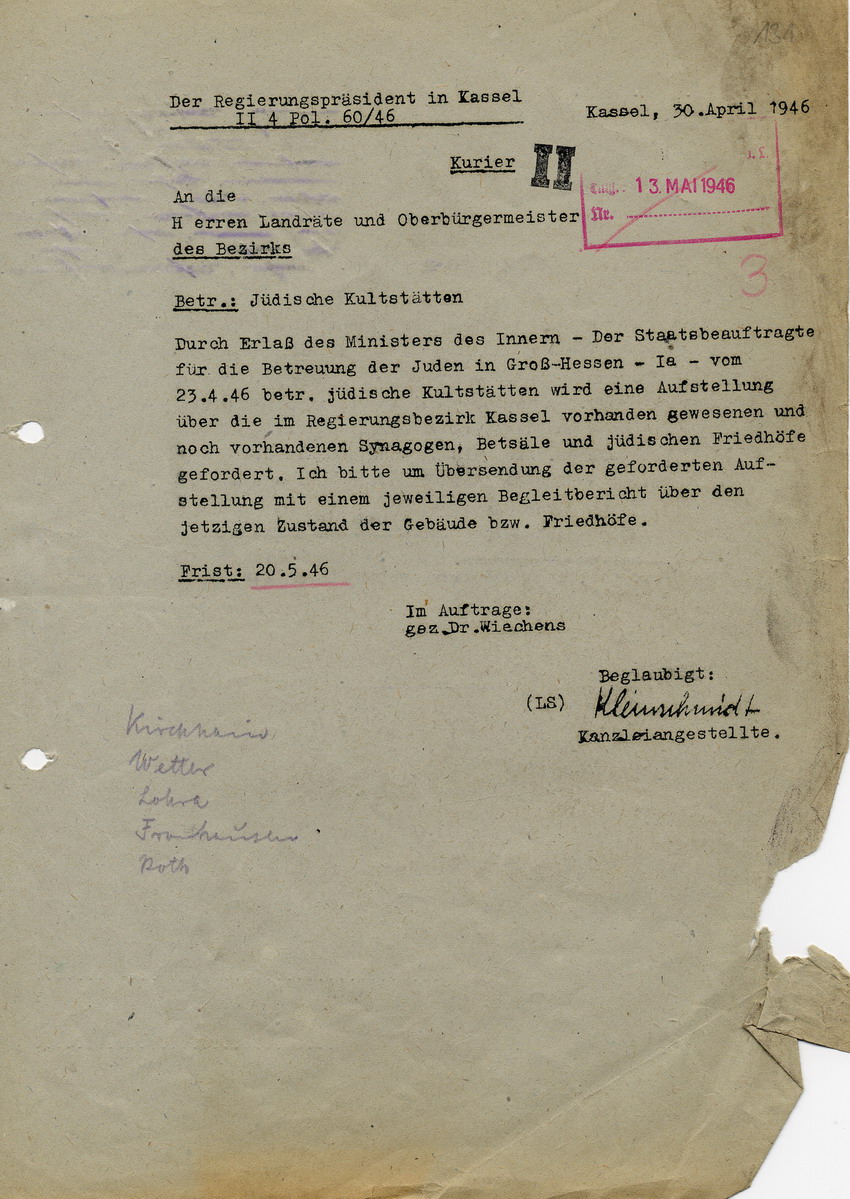 131
Der Regierungspräsident in Kassel
II 4 Pol. 60/46
Kassel, 30.April 1946
Kurier
II
13. MAI 1946
Nr.
An die
H erren Landräte und Oberbürgermeister
des Bezirks
3
Betr.: Jüdische Kultstätten
Durch Erlaß des Ministers des Innern - Der Staatsbeauftragte
für die Betreuung der Juden in Groß-Hessen - Ia - vom
23.4.46 betr. jüdische Kultstätten wird eine Aufstellung
über die im Regierungsbezirk Kassel vorhanden gewesenen und
noch vorhandenen Synagogen, Betsäle und jüdischen Friedhöfe
gefordert. Ich bitte um Übersendung der geforderten Auf-
stellung mit einem jeweiligen Begleitbericht über den
jetzigen Zustand der Gebäude bzw. Friedhöfe.
Frist: 20.5.46
Im Auftrage:
gez.Dr.Wiechens
Beglaubigt:
(LS) Kleinschmidt
Kanzleiangestellte.
Kirchhain
Wetter
Lohra
Fronhausen
Roth